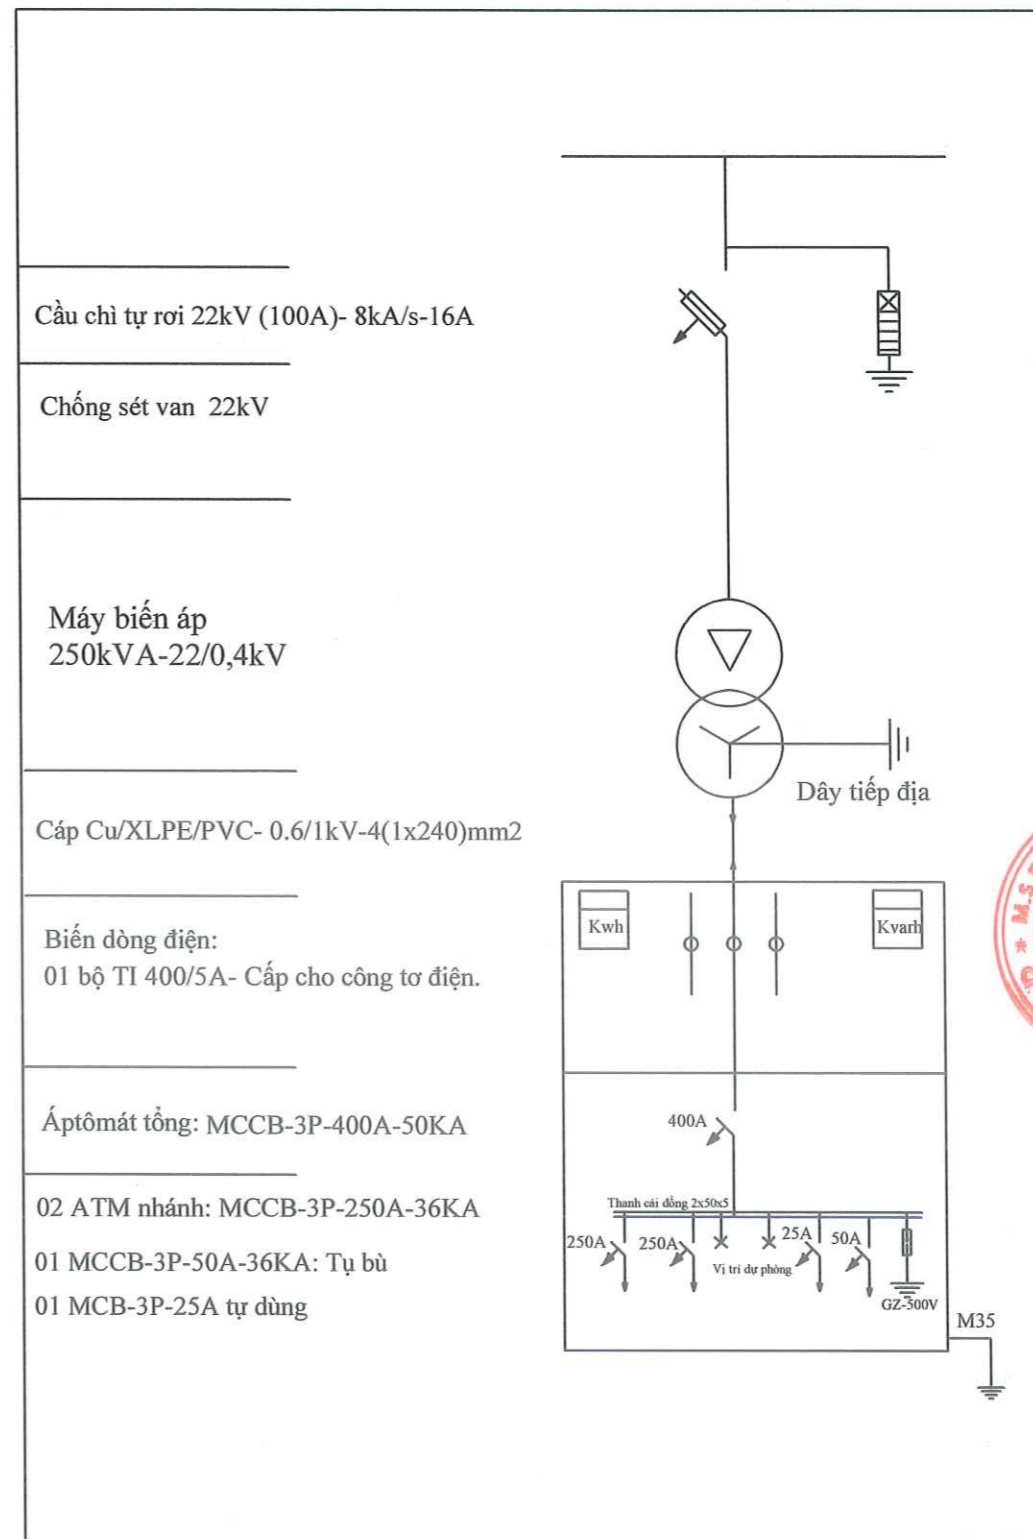 Cầu chì tự rơi 22kV (100A)- 8kA/s-16A
Chống sét van 22kV
Máy biến áp
250kVA-22/0,4kV
Dây tiếp địa
Cáp Cu/XLPE/PVC- 0.6/1kV-4(1x240)mm2
Kwh
Kvarh
Biến dòng điện:
01 bộ TI 400/5A- Cấp cho công tơ điện.
M.S
Áptômát tổng: MCCB-3P-400A-50KA
400A
02 ATM nhánh: MCCB-3P-250A-36KA
01 MCCB-3P-50A-36KA: Tụ bù
01 MCB-3P-25A tự dùng
Thanh cái đồng 2x50x5
250A
250A
25A
50A
Vị trí dự phòng
GZ-500V
M35